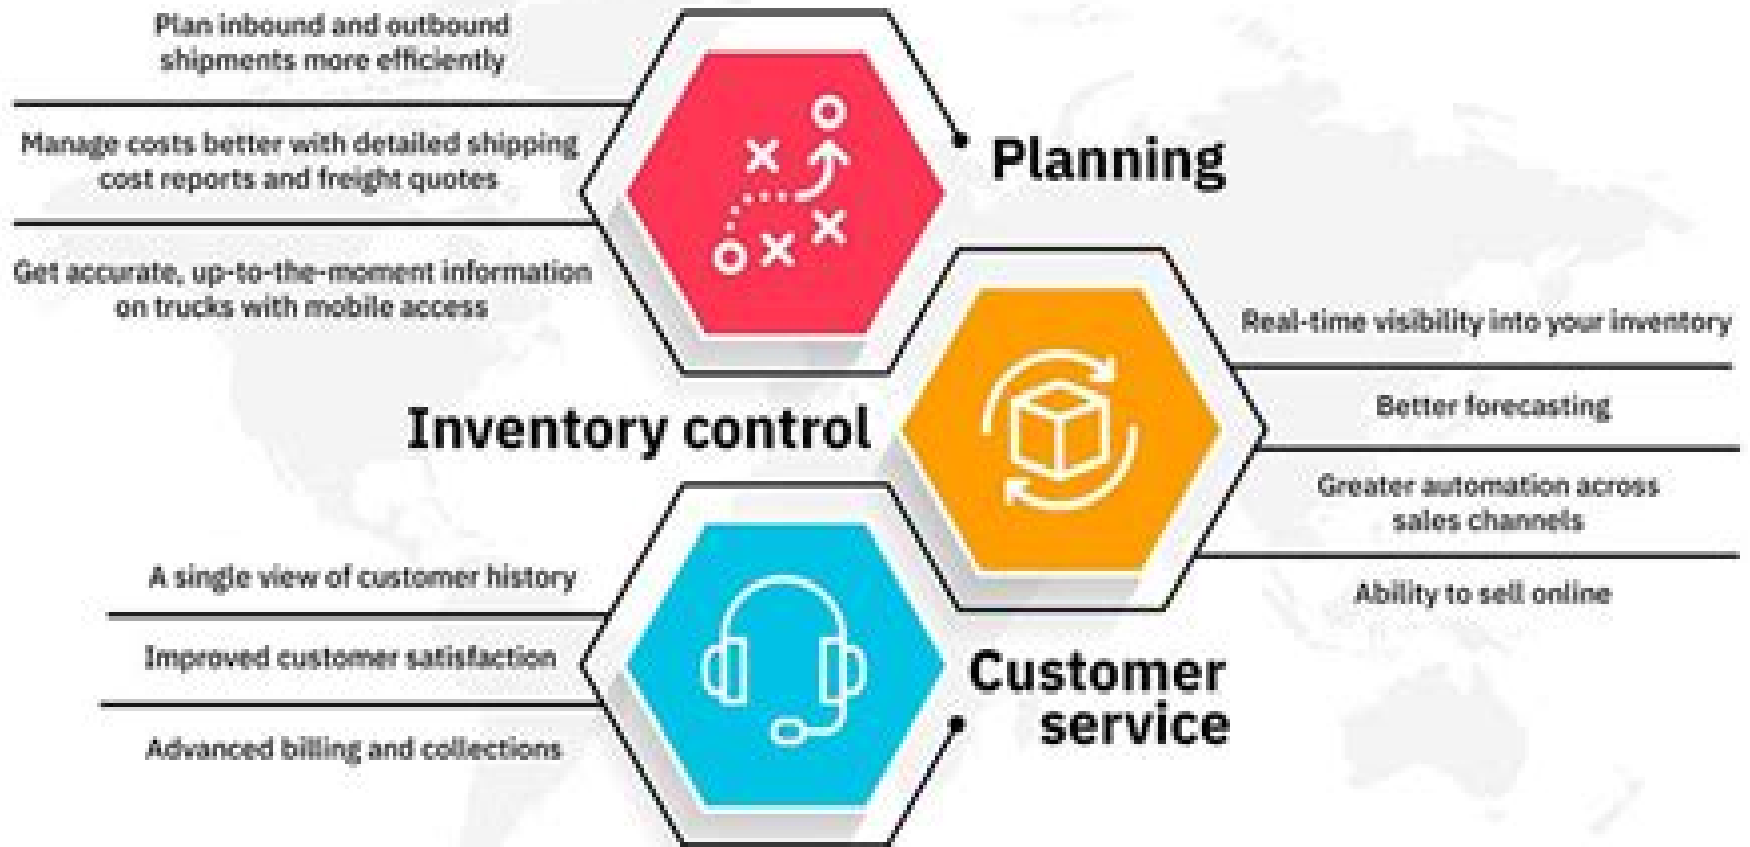 Plan inbound and outbound
shipments more efficiently
Manage costs better with detailed shipping
cost reports and freight quotes
Get accurate, up-to-the-moment information
on trucks with mobile access
Planning
Inventory control
Real-time visibility into your inventory
Better forecasting
Greater automation across
sales channels
Ability to sell online
A single view of customer history
Improved customer satisfaction
Advanced billing and collections
Customer
service